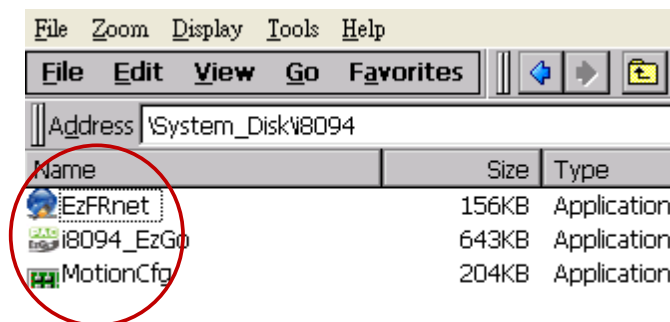 File Zoom Display Tools Help
File Edit View Go Favorites
Address \System_Disk\i8094
Name Size Type
EzFRnet 156KB Application
i8094_EzGo 643KB Application
MotionCfg 204KB Application